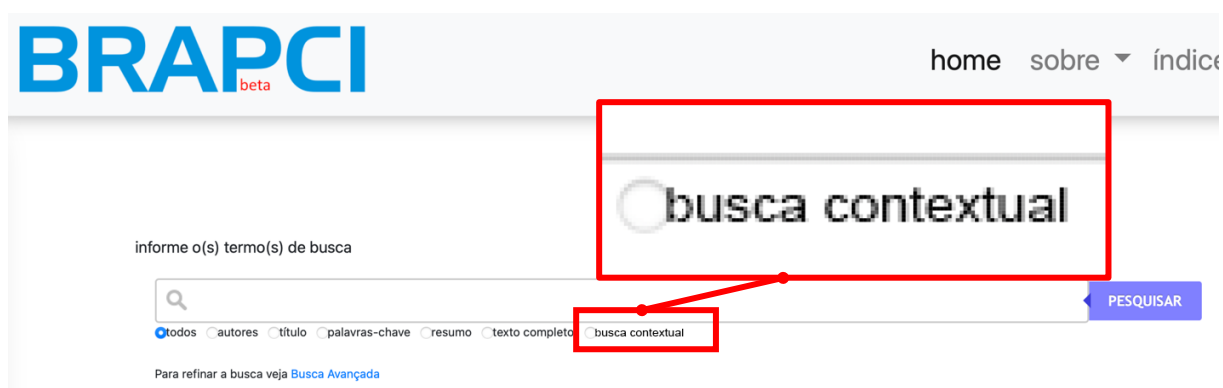 BRAPCI
beta
home sobre índice
busca contextual
informe o(s) termo(s) de busca
PESQUISAR
todos autores título palavras-chave resumo texto completo busca contextual
Para refinar a busca veja Busca Avançada